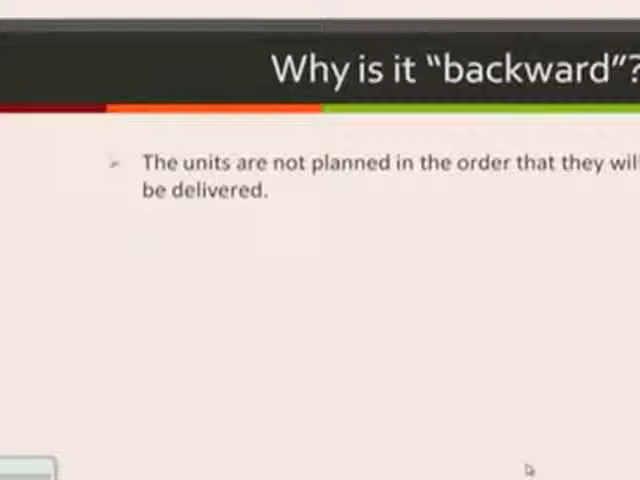 Why is it “backward”?
The units are not planned in the order that they will
be delivered.